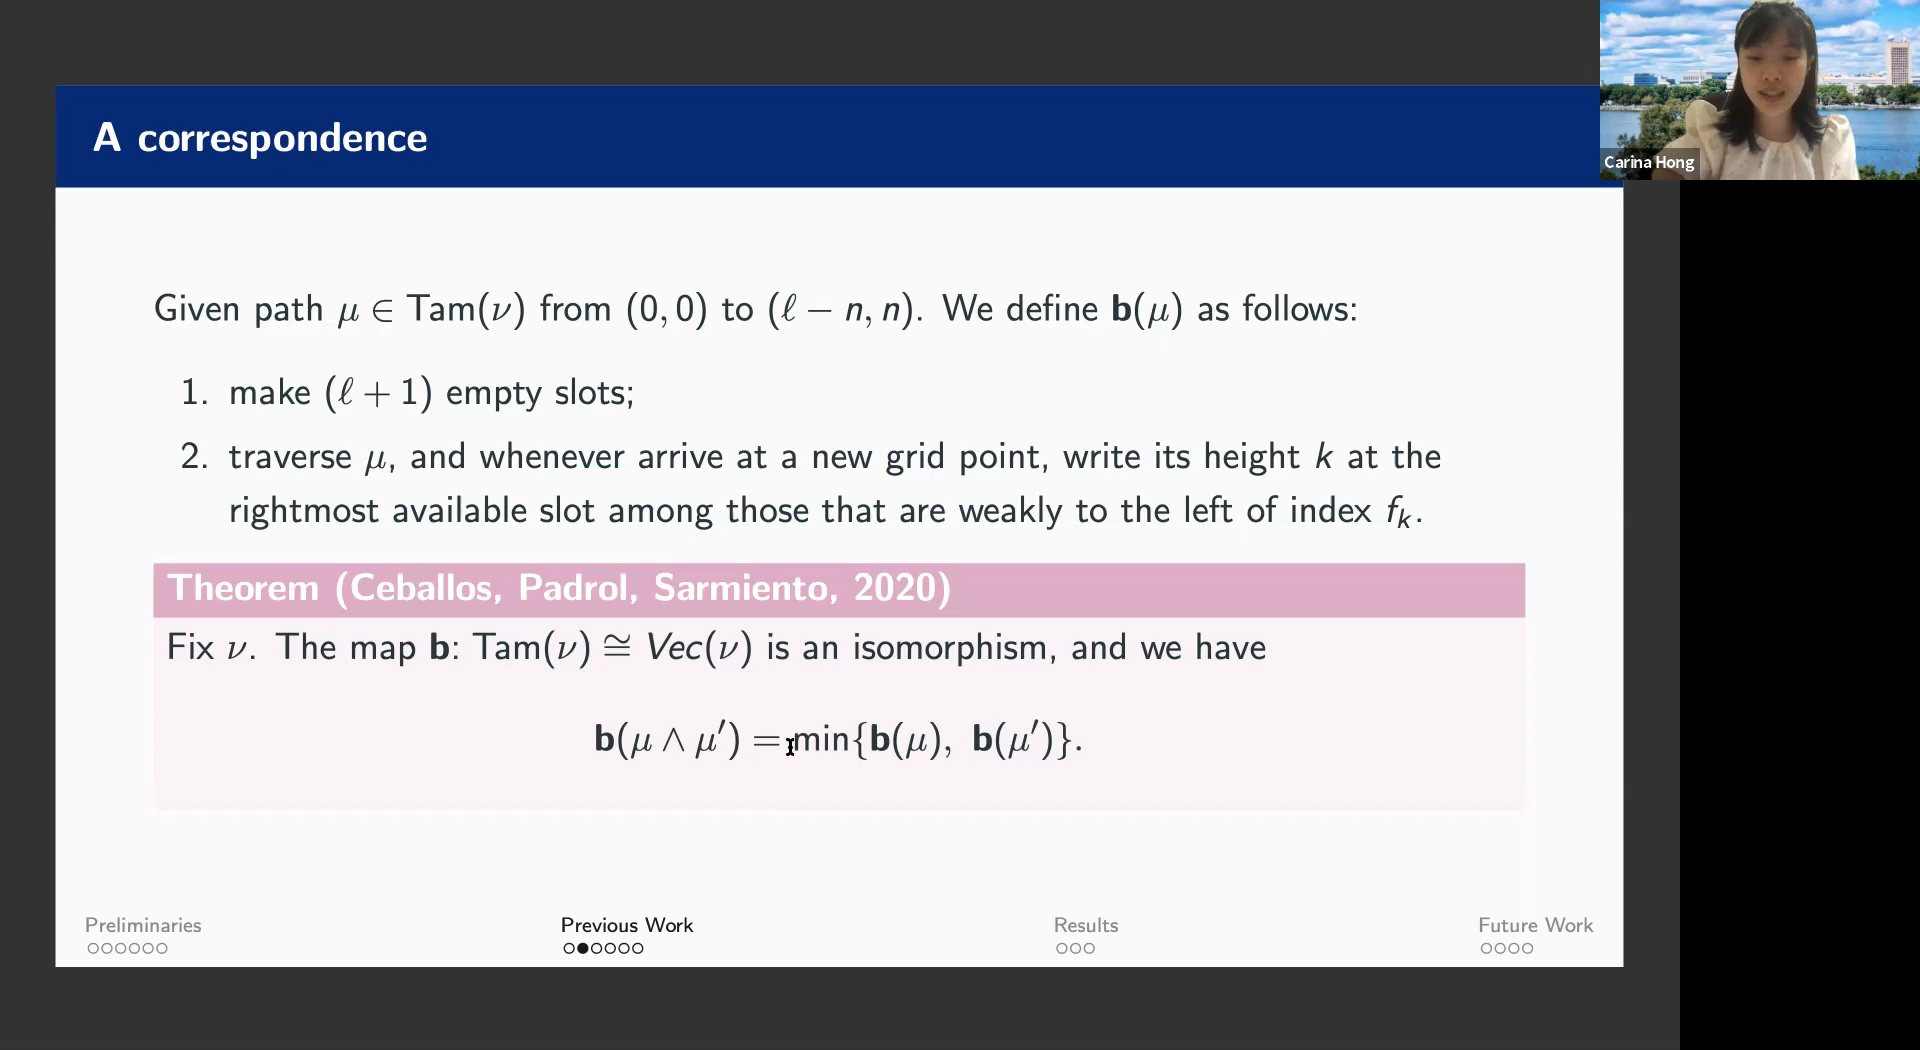 A correspondence
Carina Hong
Given path μ ∈ Tam(ν) from (0, 0) to (ℓ − n, n). We define b(μ) as follows:
1. make (ℓ + 1) empty slots;
2. traverse μ, and whenever arrive at a new grid point, write its height k at the
rightmost available slot among those that are weakly to the left of index fₖ.
Theorem (Ceballos, Padrol, Sarmiento, 2020)
Fix ν. The map b: Tam(ν) ≅ Vec(ν) is an isomorphism, and we have
b(μ ∧ μ′) = min{b(μ), b(μ′)}.
Preliminaries
Previous Work
Results
Future Work